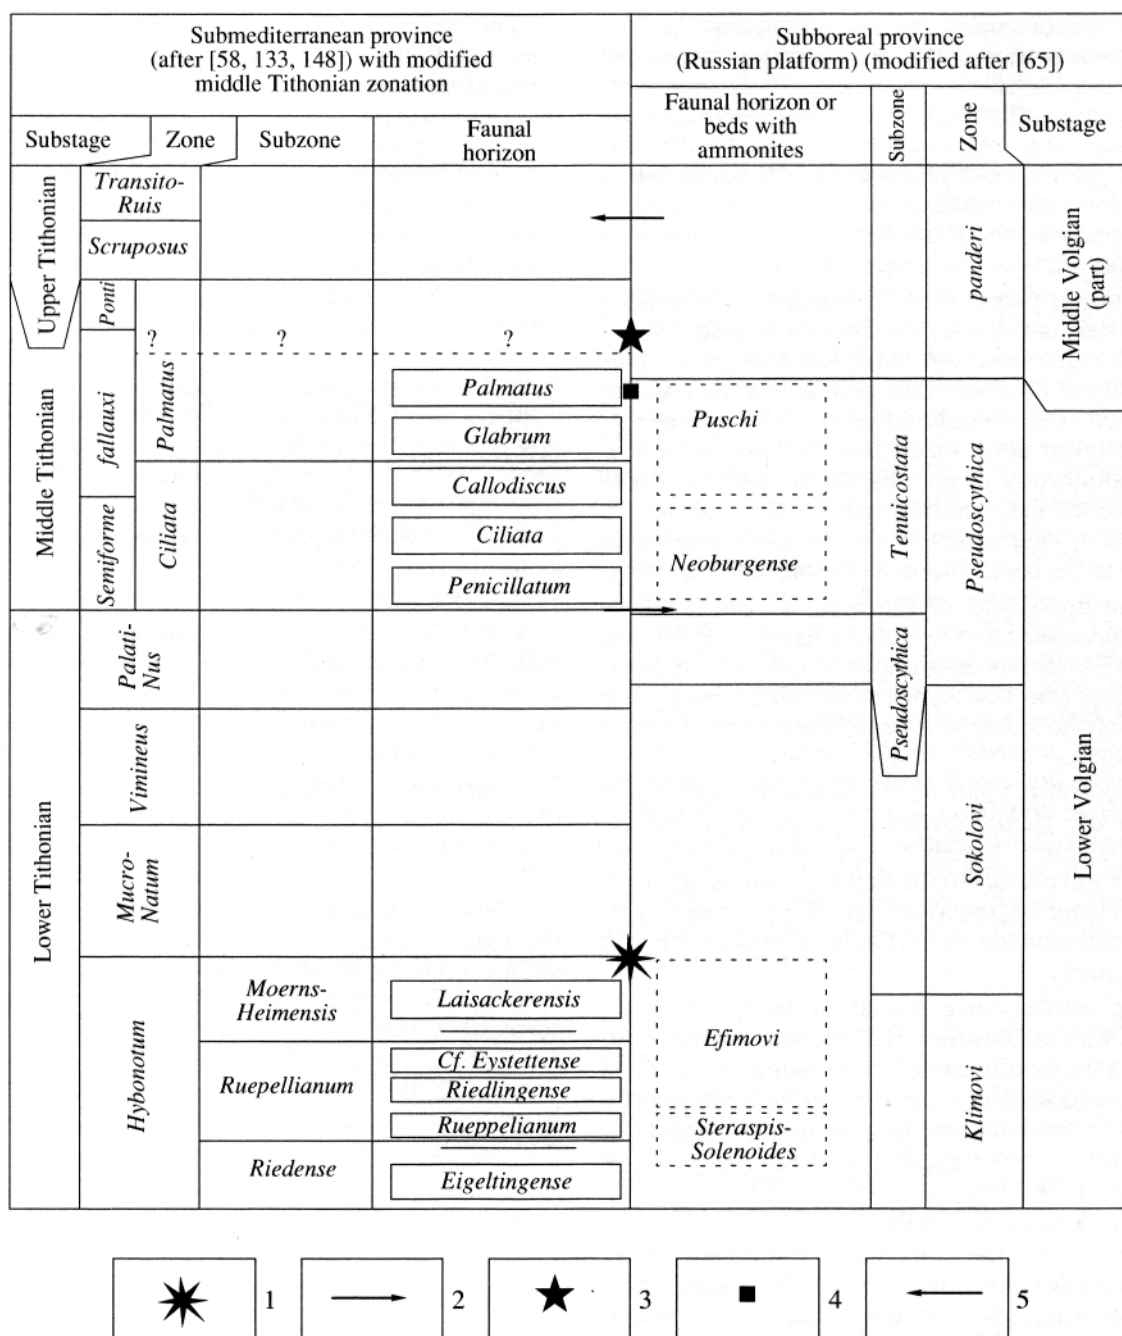 Submediterranean province
(after [58, 133, 148]) with modified
middle Tithonian zonation
Subboreal province
(Russian platform) (modified after [65])
Substage
Zone
Subzone
Faunal
horizon
Faunal horizon or
beds with
ammonites
Subzone
Zone
Substage
Upper Tithonian
Middle Tithonian
Lower Tithonian
Transito-
Ruis
Scruposus
Ponti
fallauxi
Semiforme
?
Palmatus
Ciliata
?
?
Palati-
Nus
Vimineus
Mucro-
Natum
Hybonotum
Moerns-
Heimensis
Ruepellianum
Riedense
Palmatus
Glabrum
Callodiscus
Ciliata
Penicillatum
Laisackerensis
Cf. Eystettense
Riedlingense
Rueppelianum
Eigeltingense
Puschi
Neoburgense
Efimovi
Steraspis-
Solenoides
Tenuicostata
Pseudoscythica
panderi
Pseudoscythica
Sokolovi
Klimovi
Middle Volgian
(part)
Lower Volgian
1
2
3
4
5